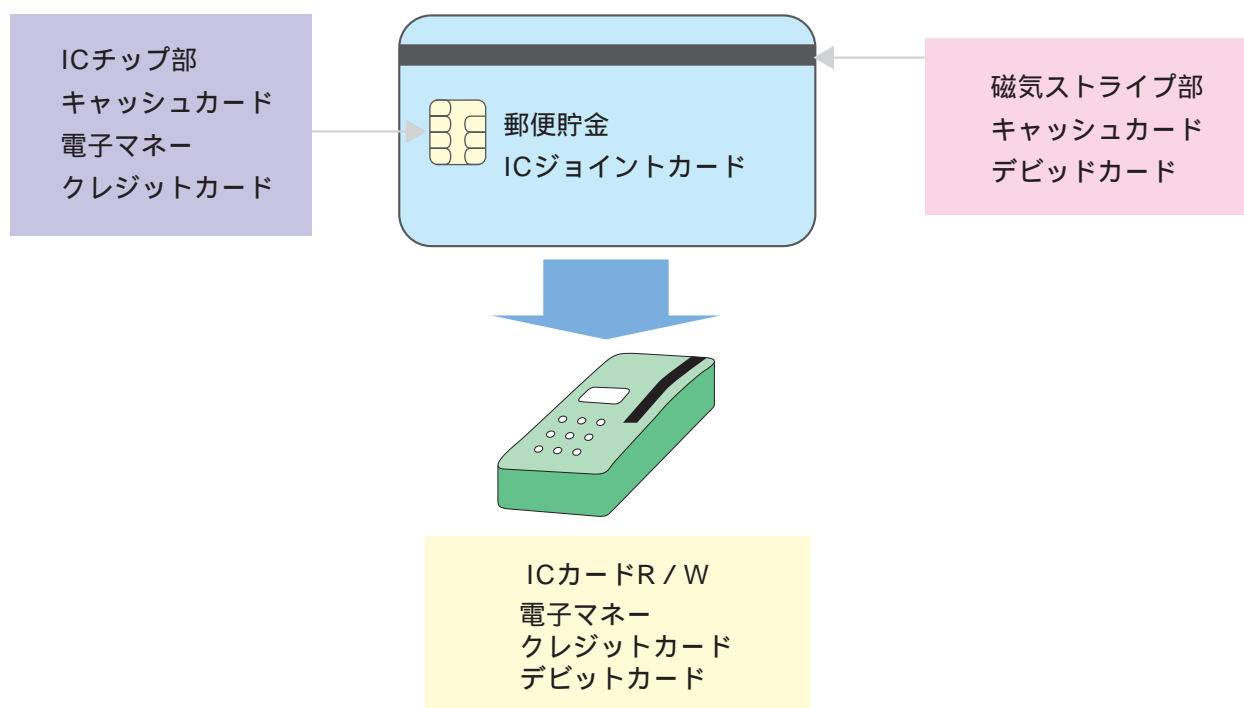 ICチップ部
キャッシュカード
電子マネー
クレジットカード
郵便貯金
ICジョイントカード
磁気ストライプ部
キャッシュカード
デビッドカード
ICカードR／W
電子マネー
クレジットカード
デビットカード